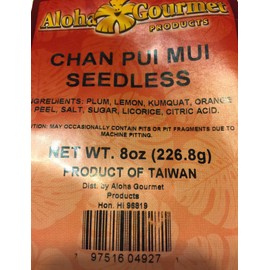 Aloha Gourmet
PRODUCTS
CHAN PUI MUI
SEEDLESS
INGREDIENTS: PLUM, LEMON, KUMQUAT, ORANGE
PEEL, SALT, SUGAR, LICORICE, CITRIC ACID.
CAUTION: MAY OCCASIONALLY CONTAIN PITS OR PIT FRAGMENTS DUE TO
MACHINE PITTING.
NET WT. 8oz (226.8g)
PRODUCT OF TAIWAN
Dist. by Aloha Gourmet
Products
Hon. HI 96819
97516 04927